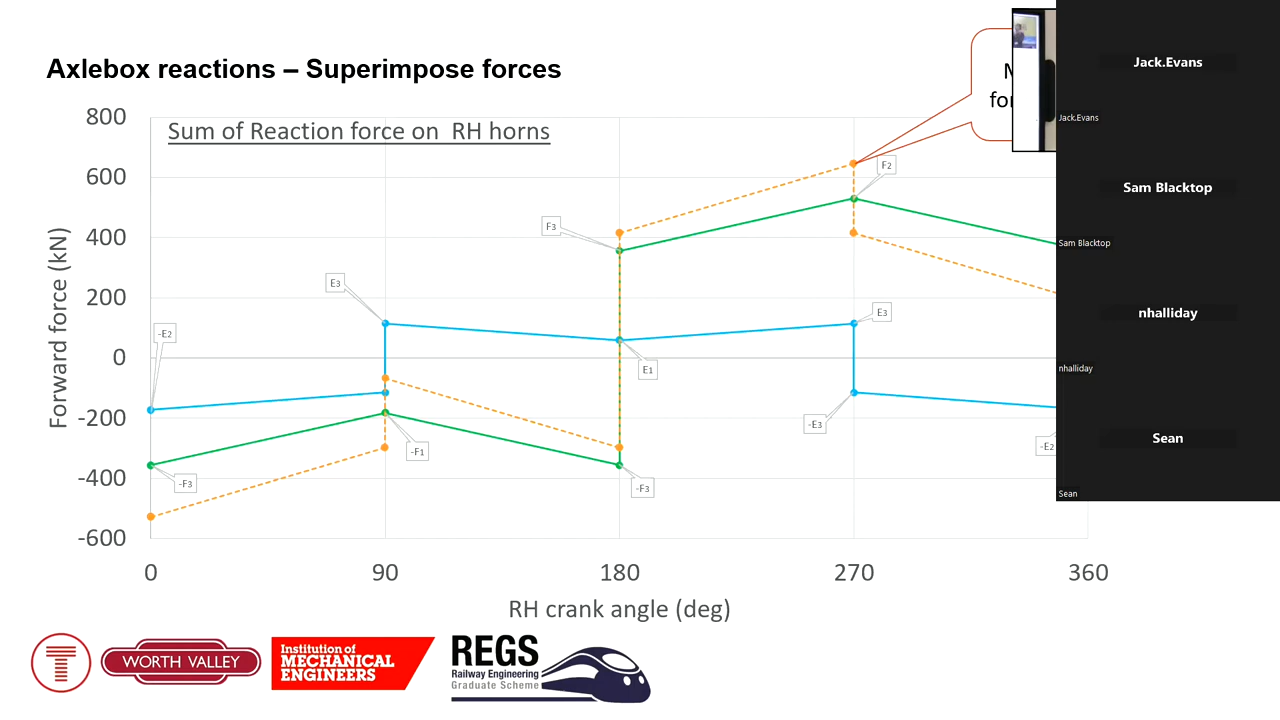 Axlebox reactions – Superimpose forces
Sum of Reaction force on RH horns
Forward force (kN)
800
600
400
200
0
-200
-400
-600
0
90
180
270
360
RH crank angle (deg)
-E2
E3
-F3
-F1
F3
E1
-F3
F2
E3
-E3
-E2
Jack.Evans
Jack.Evans
Sam Blacktop
Sam Blacktop
nhalliday
nhalliday
Sean
Sean
T
WORTH VALLEY
Institution of
MECHANICAL
ENGINEERS
REGS
Railway Engineering
Graduate Scheme